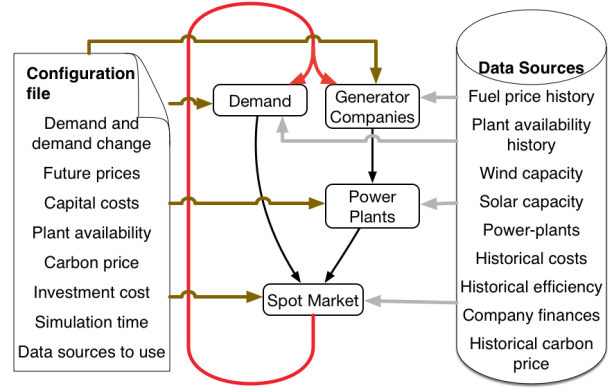 Configuration
file
Demand and
demand change
Future prices
Capital costs
Plant availability
Carbon price
Investment cost
Simulation time
Data sources to use
Demand
Generator
Companies
Power
Plants
Spot Market
Data Sources
Fuel price history
Plant availability
history
Wind capacity
Solar capacity
Power-plants
Historical costs
Historical efficiency
Company finances
Historical carbon
price